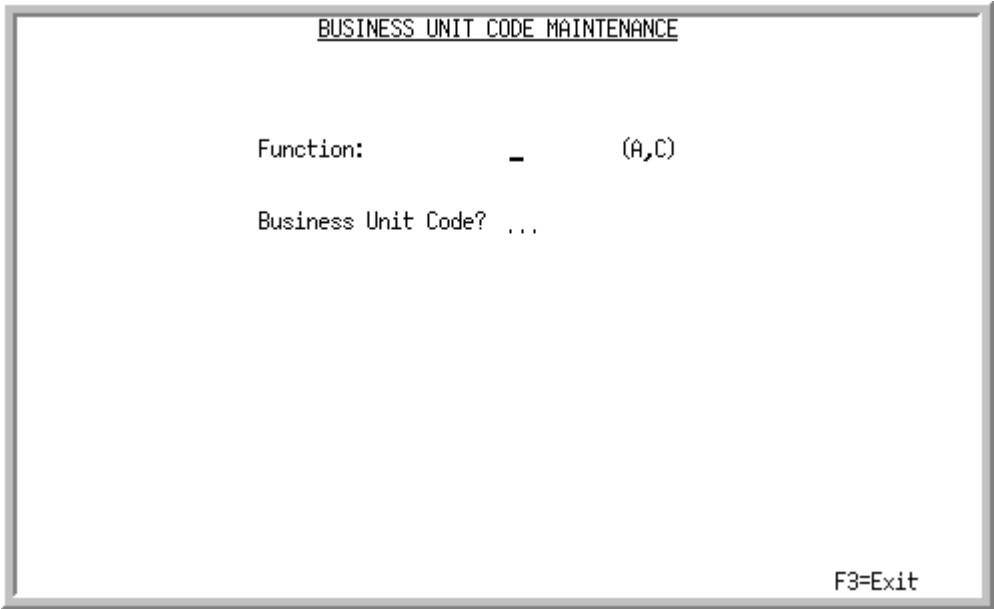 BUSINESS UNIT CODE MAINTENANCE
Function: _ (A,C)
Business Unit Code? ...
F3=Exit